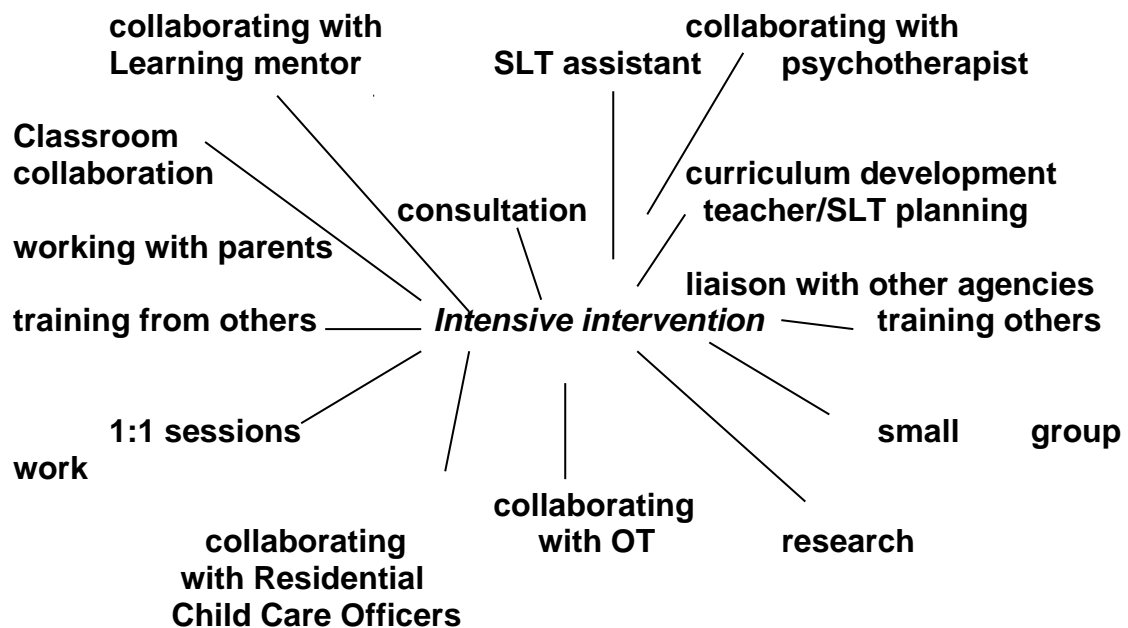 collaborating with collaborating with
Learning mentor SLT assistant psychotherapist
Classroom
collaboration curriculum development
consultation teacher/SLT planning
working with parents
liaison with other agencies
training from others Intensive intervention training others
1:1 sessions small group
work
collaborating
collaborating with OT research
with Residential
Child Care Officers